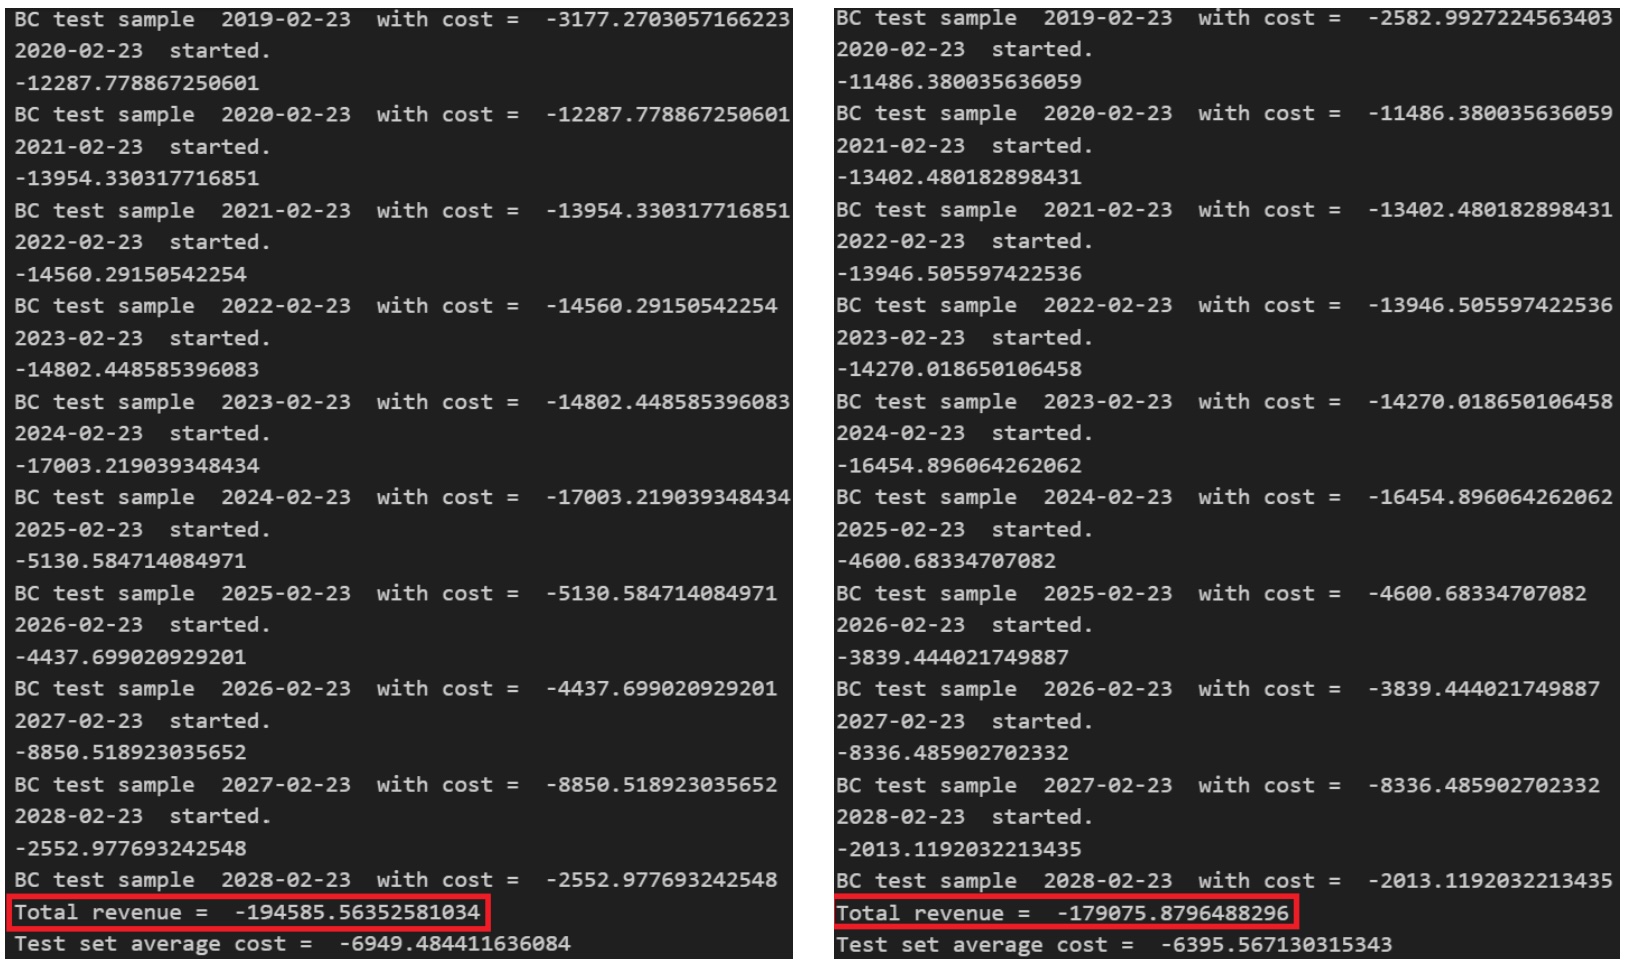 BC test sample  2019-02-23  with cost =  -3177.2703057166223
2020-02-23  started.
-12287.778867250601
BC test sample  2020-02-23  with cost =  -12287.778867250601
2021-02-23  started.
-13954.330317716851
BC test sample  2021-02-23  with cost =  -13954.330317716851
2022-02-23  started.
-14560.29150542254
BC test sample  2022-02-23  with cost =  -14560.29150542254
2023-02-23  started.
-14802.448585396083
BC test sample  2023-02-23  with cost =  -14802.448585396083
2024-02-23  started.
-17003.219039348434
BC test sample  2024-02-23  with cost =  -17003.219039348434
2025-02-23  started.
-5130.584714084971
BC test sample  2025-02-23  with cost =  -5130.584714084971
2026-02-23  started.
-4437.699020929201
BC test sample  2026-02-23  with cost =  -4437.699020929201
2027-02-23  started.
-8850.518923035652
BC test sample  2027-02-23  with cost =  -8850.518923035652
2028-02-23  started.
-2552.977693242548
BC test sample  2028-02-23  with cost =  -2552.977693242548
Total revenue =  -194585.56352581034
Test set average cost =  -6949.484411636084
BC test sample  2019-02-23  with cost =  -2582.9927224563403
2020-02-23  started.
-11486.380035636059
BC test sample  2020-02-23  with cost =  -11486.380035636059
2021-02-23  started.
-13402.480182898431
BC test sample  2021-02-23  with cost =  -13402.480182898431
2022-02-23  started.
-13946.505597422536
BC test sample  2022-02-23  with cost =  -13946.505597422536
2023-02-23  started.
-14270.018650106458
BC test sample  2023-02-23  with cost =  -14270.018650106458
2024-02-23  started.
-16454.896064262062
BC test sample  2024-02-23  with cost =  -16454.896064262062
2025-02-23  started.
-4600.68334707082
BC test sample  2025-02-23  with cost =  -4600.68334707082
2026-02-23  started.
-3839.444021749887
BC test sample  2026-02-23  with cost =  -3839.444021749887
2027-02-23  started.
-8336.485902702332
BC test sample  2027-02-23  with cost =  -8336.485902702332
2028-02-23  started.
-2013.1192032213435
BC test sample  2028-02-23  with cost =  -2013.1192032213435
Total revenue =  -179075.8796488296
Test set average cost =  -6395.567130315343